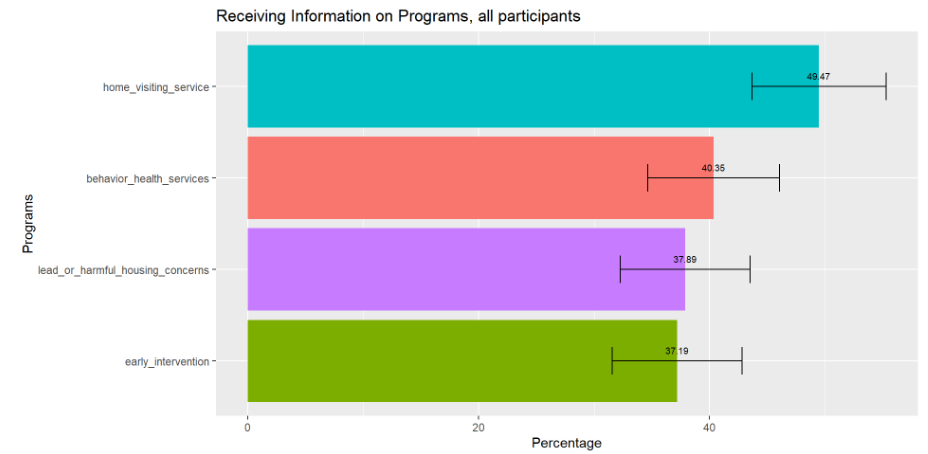 Receiving Information on Programs, all participants
home_visiting_service
49.47
behavior_health_services
40.35
Programs
lead_or_harmful_housing_concerns
37.89
early_intervention
37.19
0 20 40
Percentage